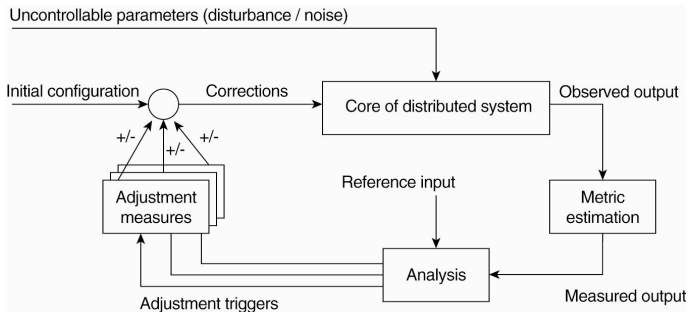 Uncontrollable parameters (disturbance / noise)
Initial configuration
Corrections
Core of distributed system
Observed output
+/-
+/-
+/-
Reference input
Adjustment
measures
Metric
estimation
Analysis
Adjustment triggers
Measured output